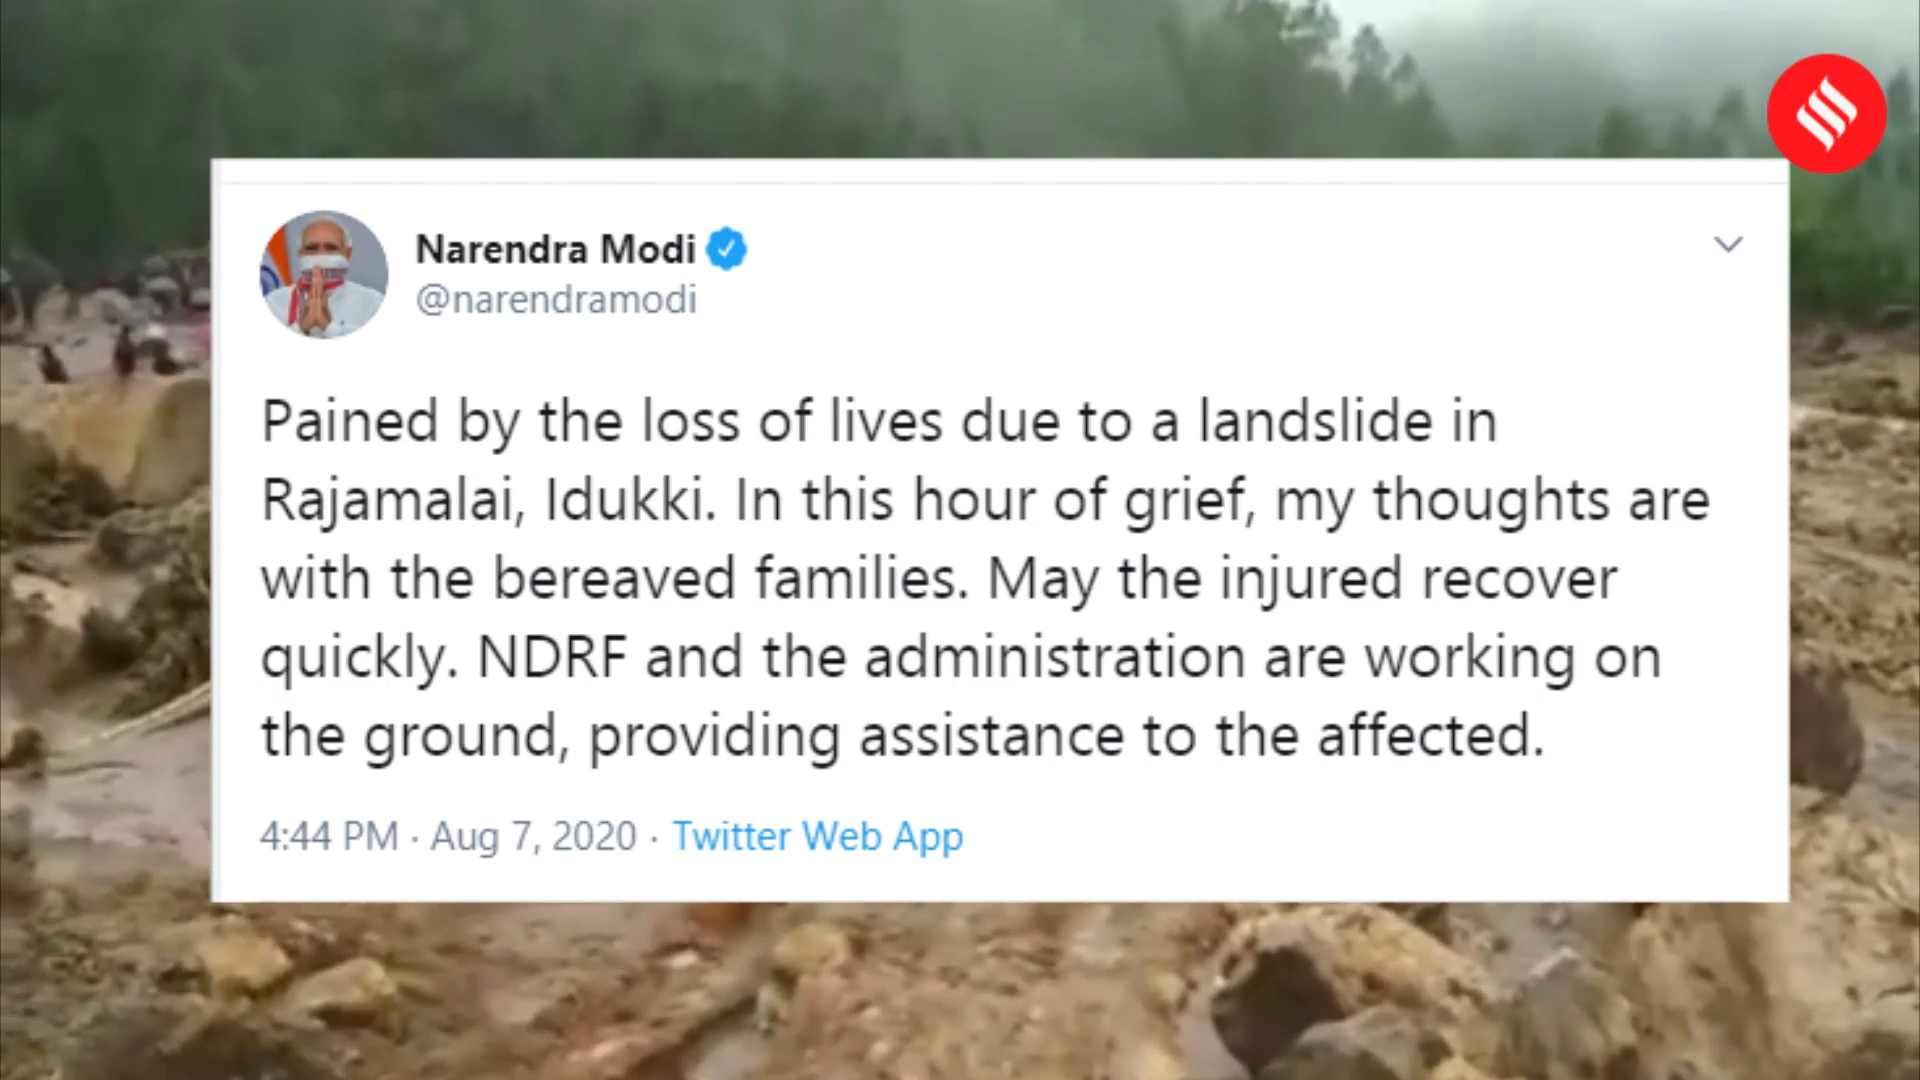 Narendra Modi
@narendramodi
Pained by the loss of lives due to a landslide in
Rajamalai, Idukki. In this hour of grief, my thoughts are
with the bereaved families. May the injured recover
quickly. NDRF and the administration are working on
the ground, providing assistance to the affected.
4:44 PM · Aug 7, 2020 · Twitter Web App